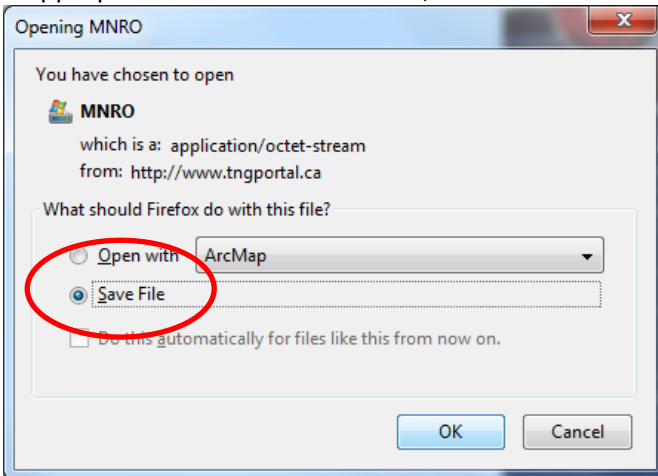 Opening MNRO
You have chosen to open
MNRO
which is a: application/octet-stream
from: http://www.tngportal.ca
What should Firefox do with this file?
Open with ArcMap
Save File
Do this automatically for files like this from now on.
OK Cancel